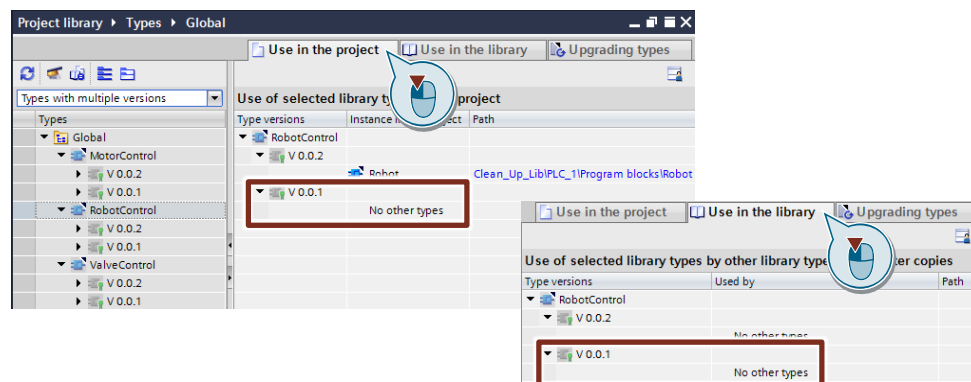 Project library ▸ Types ▸ Global
Use in the project
Use in the library
Upgrading types
Types with multiple versions
Use of selected library ty project
Type versions
Instance i ject
Path
Types
Global
MotorControl
V 0.0.2
V 0.0.1
RobotControl
V 0.0.2
V 0.0.1
ValveControl
V 0.0.2
V 0.0.1
RobotControl
V 0.0.2
Robot
Clean_Up_Lib\PLC_1\Program blocks\Robot
V 0.0.1
No other types
Use in the project
Use in the library
Upgrading types
Use of selected library types by other library type ter copies
Type versions
Used by
Path
RobotControl
V 0.0.2
No other types
V 0.0.1
No other types